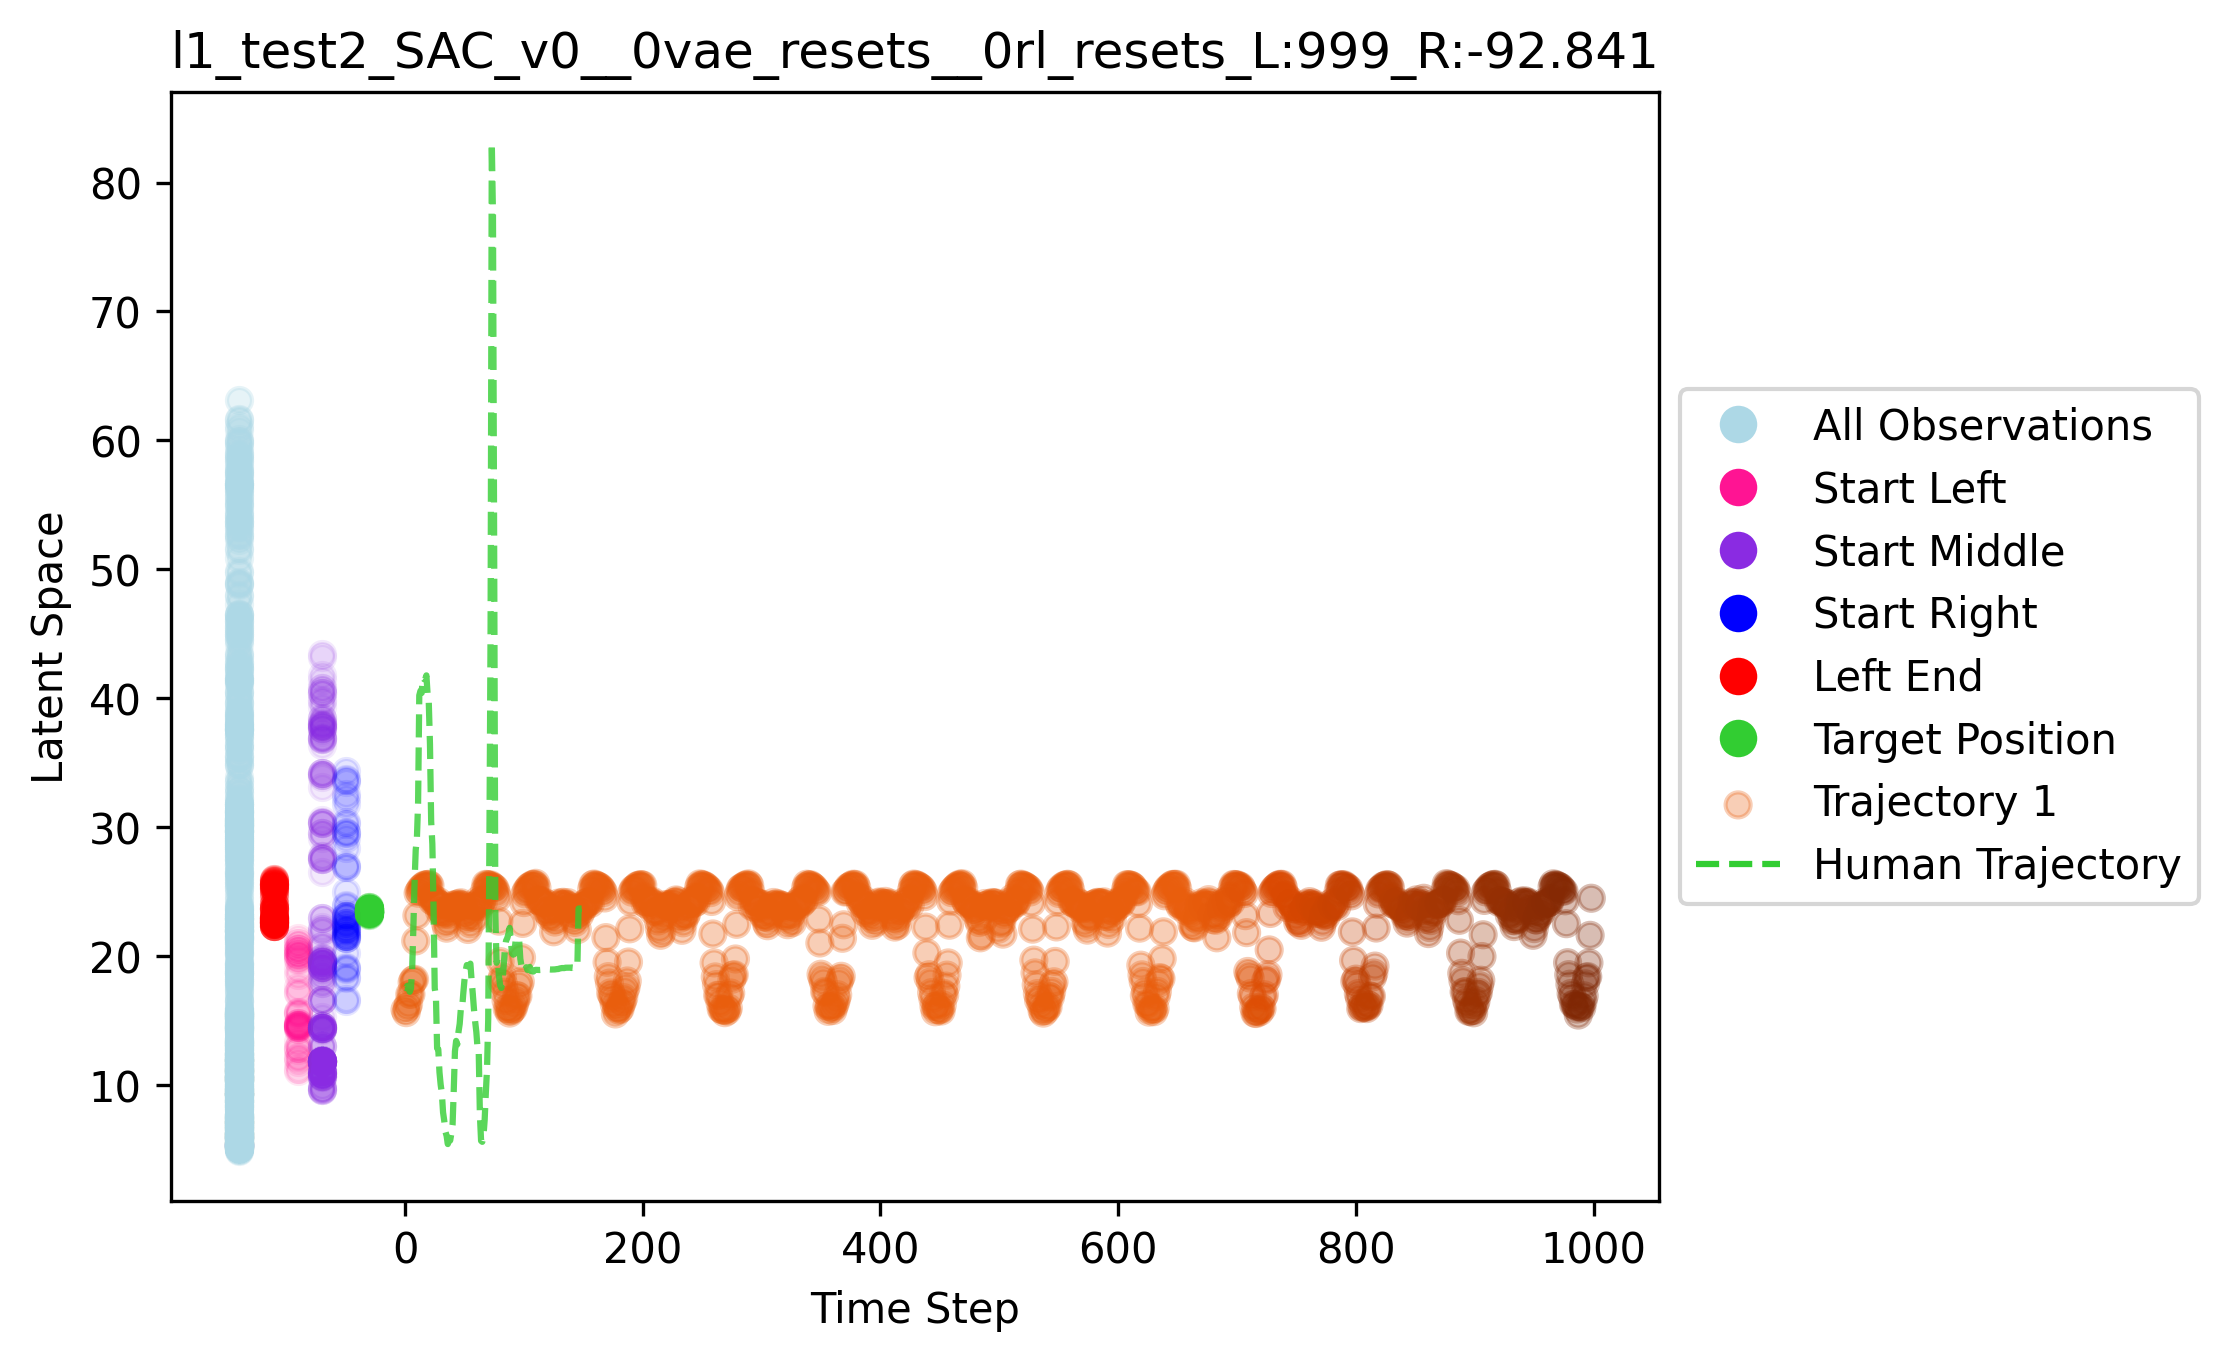 l1_test2_SAC_v0__0vae_resets__0rl_resets_L:999_R:-92.841
80
70
60
50
40
30
20
10
Latent Space
0
200
400
600
800
1000
Time Step
All Observations
Start Left
Start Middle
Start Right
Left End
Target Position
Trajectory 1
Human Trajectory